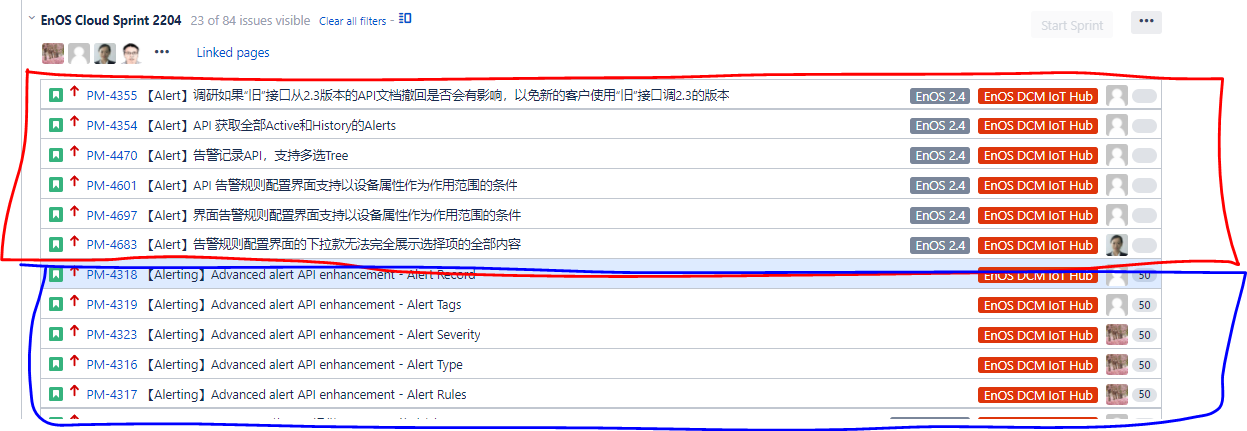 EnOS Cloud Sprint 2204 23 of 84 issues visible Clear all filters - Start Sprint •••
••• Linked pages
PM-4355 【Alert】调研如果“旧”接口从2.3版本的API文档撤回是否会有影响，以免新的客户使用“旧”接口调2.3的版本 EnOS 2.4 EnOS DCM IoT Hub
PM-4354 【Alert】API 获取全部Active和History的Alerts EnOS 2.4 EnOS DCM IoT Hub
PM-4470 【Alert】告警记录API，支持多选Tree EnOS 2.4 EnOS DCM IoT Hub
PM-4601 【Alert】API 告警规则配置界面支持以设备属性作为作用范围的条件 EnOS 2.4 EnOS DCM IoT Hub
PM-4697 【Alert】界面告警规则配置界面支持以设备属性作为作用范围的条件 EnOS 2.4 EnOS DCM IoT Hub
PM-4683 【Alert】告警规则配置界面的下拉款无法完全展示选择项的全部内容 EnOS 2.4 EnOS DCM IoT Hub
PM-4318 【Alerting】Advanced alert API enhancement - Alert Record EnOS DCM IoT Hub 50
PM-4319 【Alerting】Advanced alert API enhancement - Alert Tags EnOS DCM IoT Hub 50
PM-4323 【Alerting】Advanced alert API enhancement - Alert Severity EnOS DCM IoT Hub 50
PM-4316 【Alerting】Advanced alert API enhancement - Alert Type EnOS DCM IoT Hub 50
PM-4317 【Alerting】Advanced alert API enhancement - Alert Rules EnOS DCM IoT Hub 50